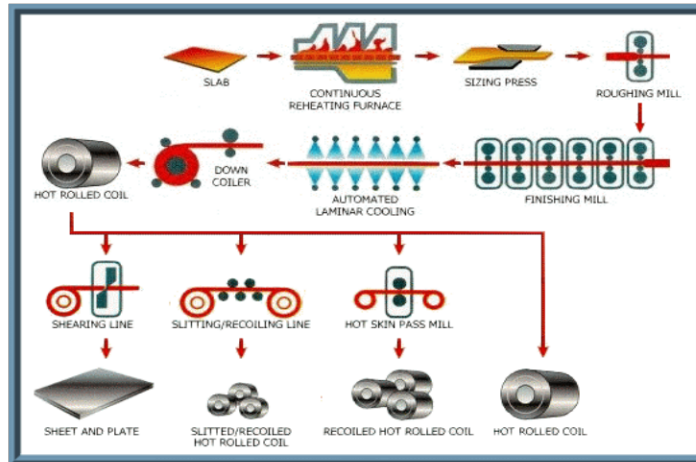 SLAB
CONTINUOUS
REHEATING FURNACE
SIZING PRESS
ROUGHING MILL
HOT ROLLED COIL
DOWN
COILER
AUTOMATED
LAMINAR COOLING
FINISHING MILL
SHEARING LINE
SLITTING/RECOILING LINE
HOT SKIN PASS MILL
SHEET AND PLATE
SLITTED/RECOILED
HOT ROLLED COIL
RECOILED HOT ROLLED COIL
HOT ROLLED COIL